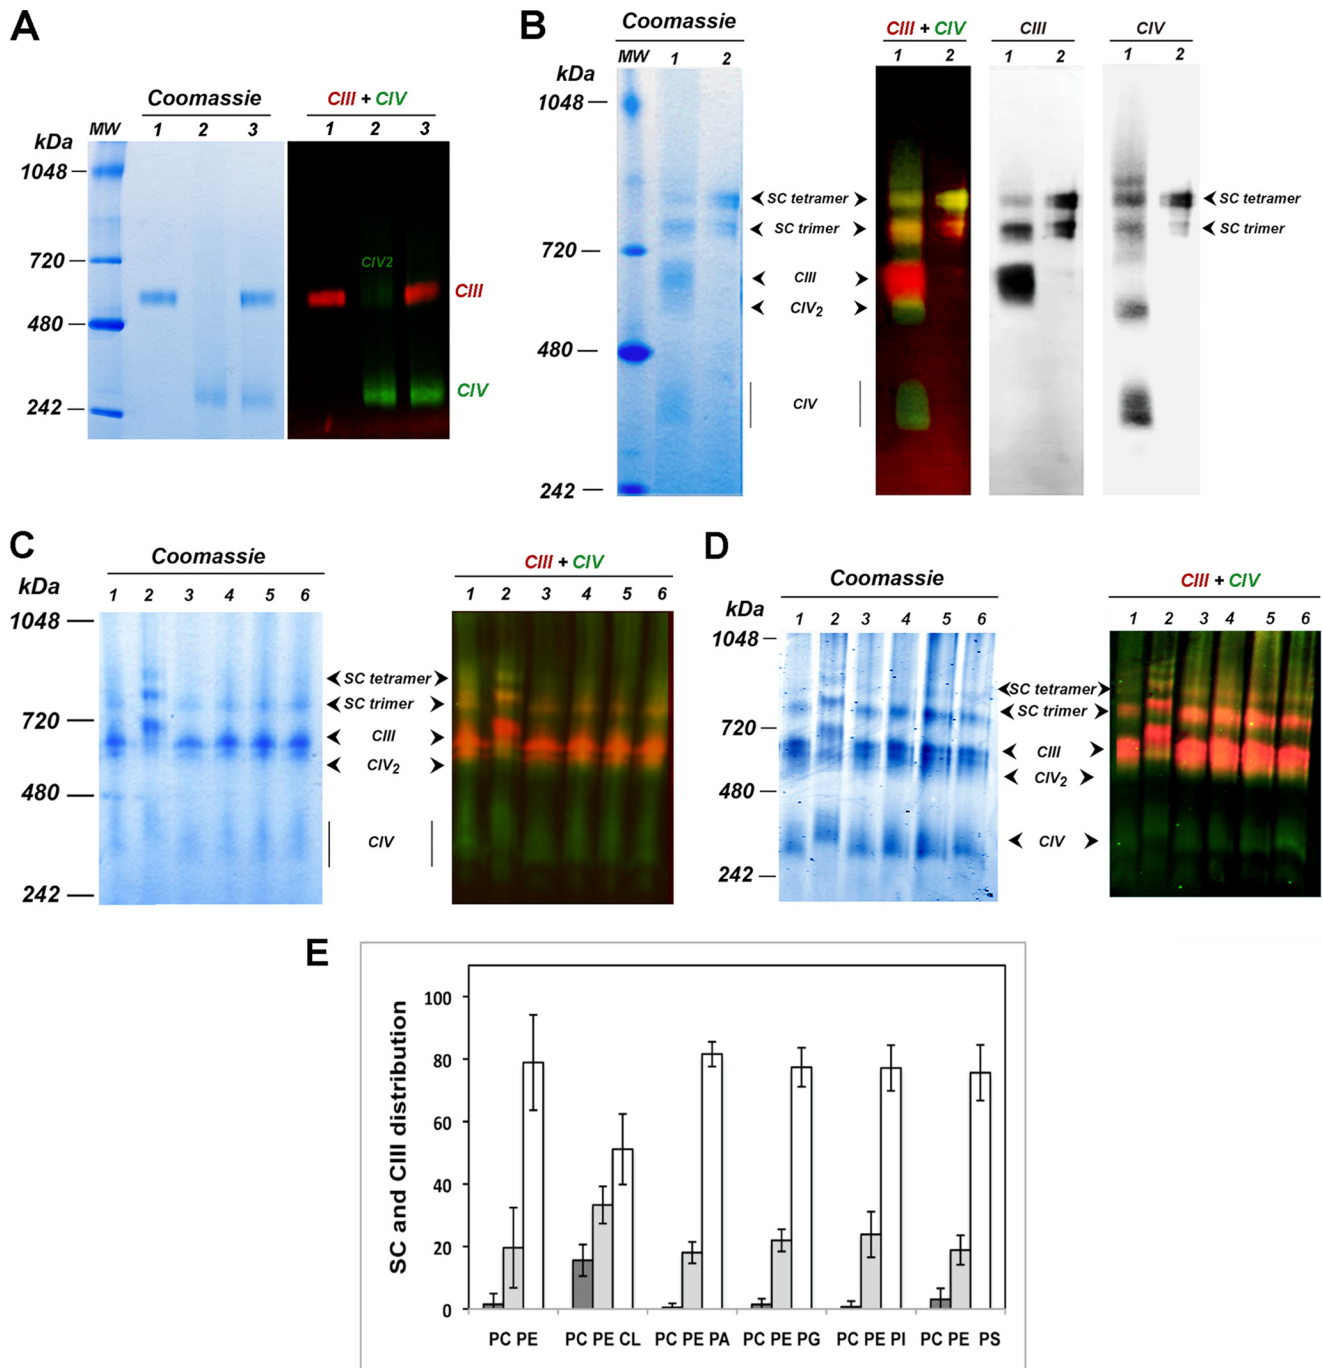 A
Coomassie
CIII + CIV
kDa
MW 1 2 3
1 2 3
1048
720
480
242
CIV2
CIII
CIV
B
Coomassie
CIII + CIV
CIII
CIV
kDa
MW 1 2
1 2
1 2
1 2
1048
720
480
242
SC tetramer
SC trimer
CIII
CIV2
CIV
SC tetramer
SC trimer
C
Coomassie
CIII + CIV
kDa
1 2 3 4 5 6
1 2 3 4 5 6
1048
720
480
242
SC tetramer
SC trimer
CIII
CIV2
CIV
D
Coomassie
CIII + CIV
kDa
1 2 3 4 5 6
1 2 3 4 5 6
1048
720
480
242
SC tetramer
SC trimer
CIII
CIV2
CIV
E
SC and CIII distribution
100
80
60
40
20
0
PC PE
PC PE CL
PC PE PA
PC PE PG
PC PE PI
PC PE PS